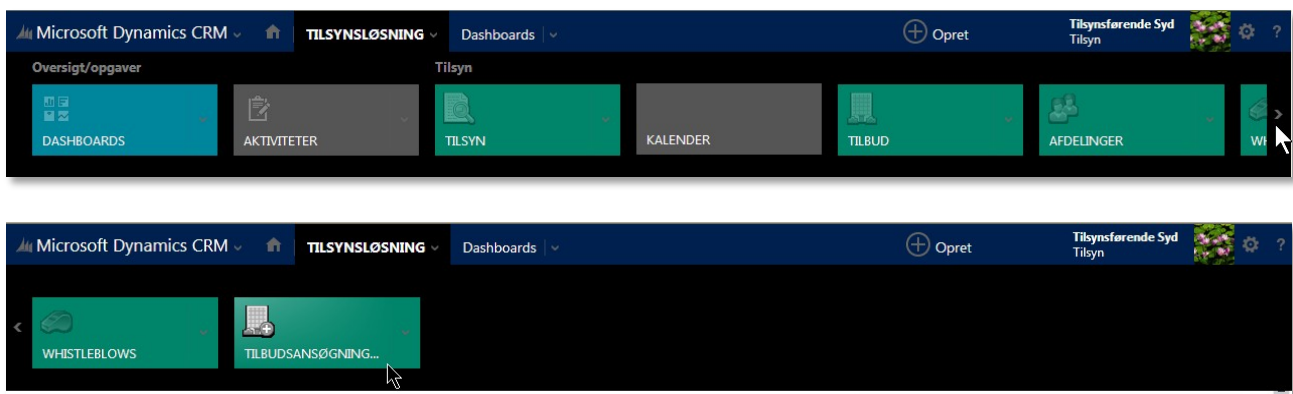 Microsoft Dynamics CRM TILSYNSLØSNING Dashboards Opret Tilsynsførende Syd
Tilsyn ?
Oversigt/opgaver Tilsyn
DASHBOARDS AKTIVITETER TILSYN KALENDER TILBUD AFDELINGER WH
Microsoft Dynamics CRM TILSYNSLØSNING Dashboards Opret Tilsynsførende Syd
Tilsyn ?
WHISTLEBLOWS TILBUDSANSØGNING...